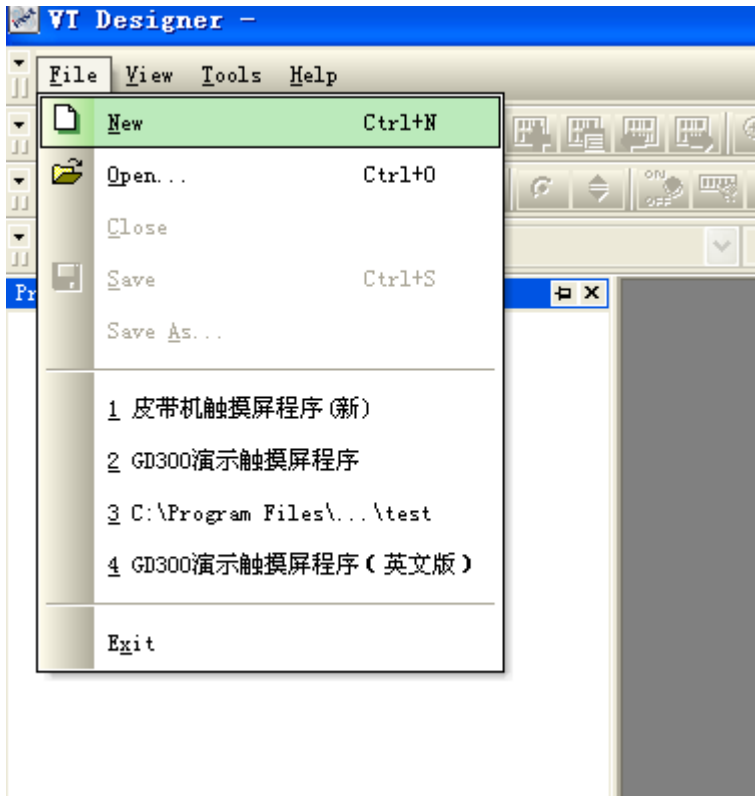 VT Designer -
File View Tools Help
New Ctrl+N
Open... Ctrl+O
ON
OFF
Close
Save Ctrl+S
Pr
Save As...
1 皮带机触摸屏程序(新)
2 GD300演示触摸屏程序
3 C:\Program Files\...\test
4 GD300演示触摸屏程序(英文版)
Exit